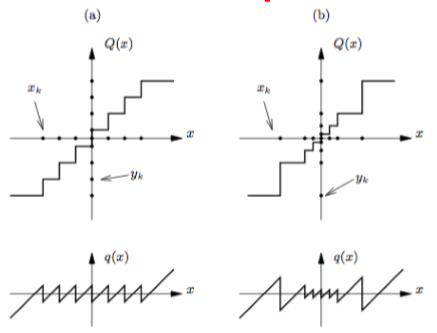 (a)
(b)
Q(x)
Q(x)
x_k
x_k
x
x
y_k
y_k
q(x)
q(x)
x
x